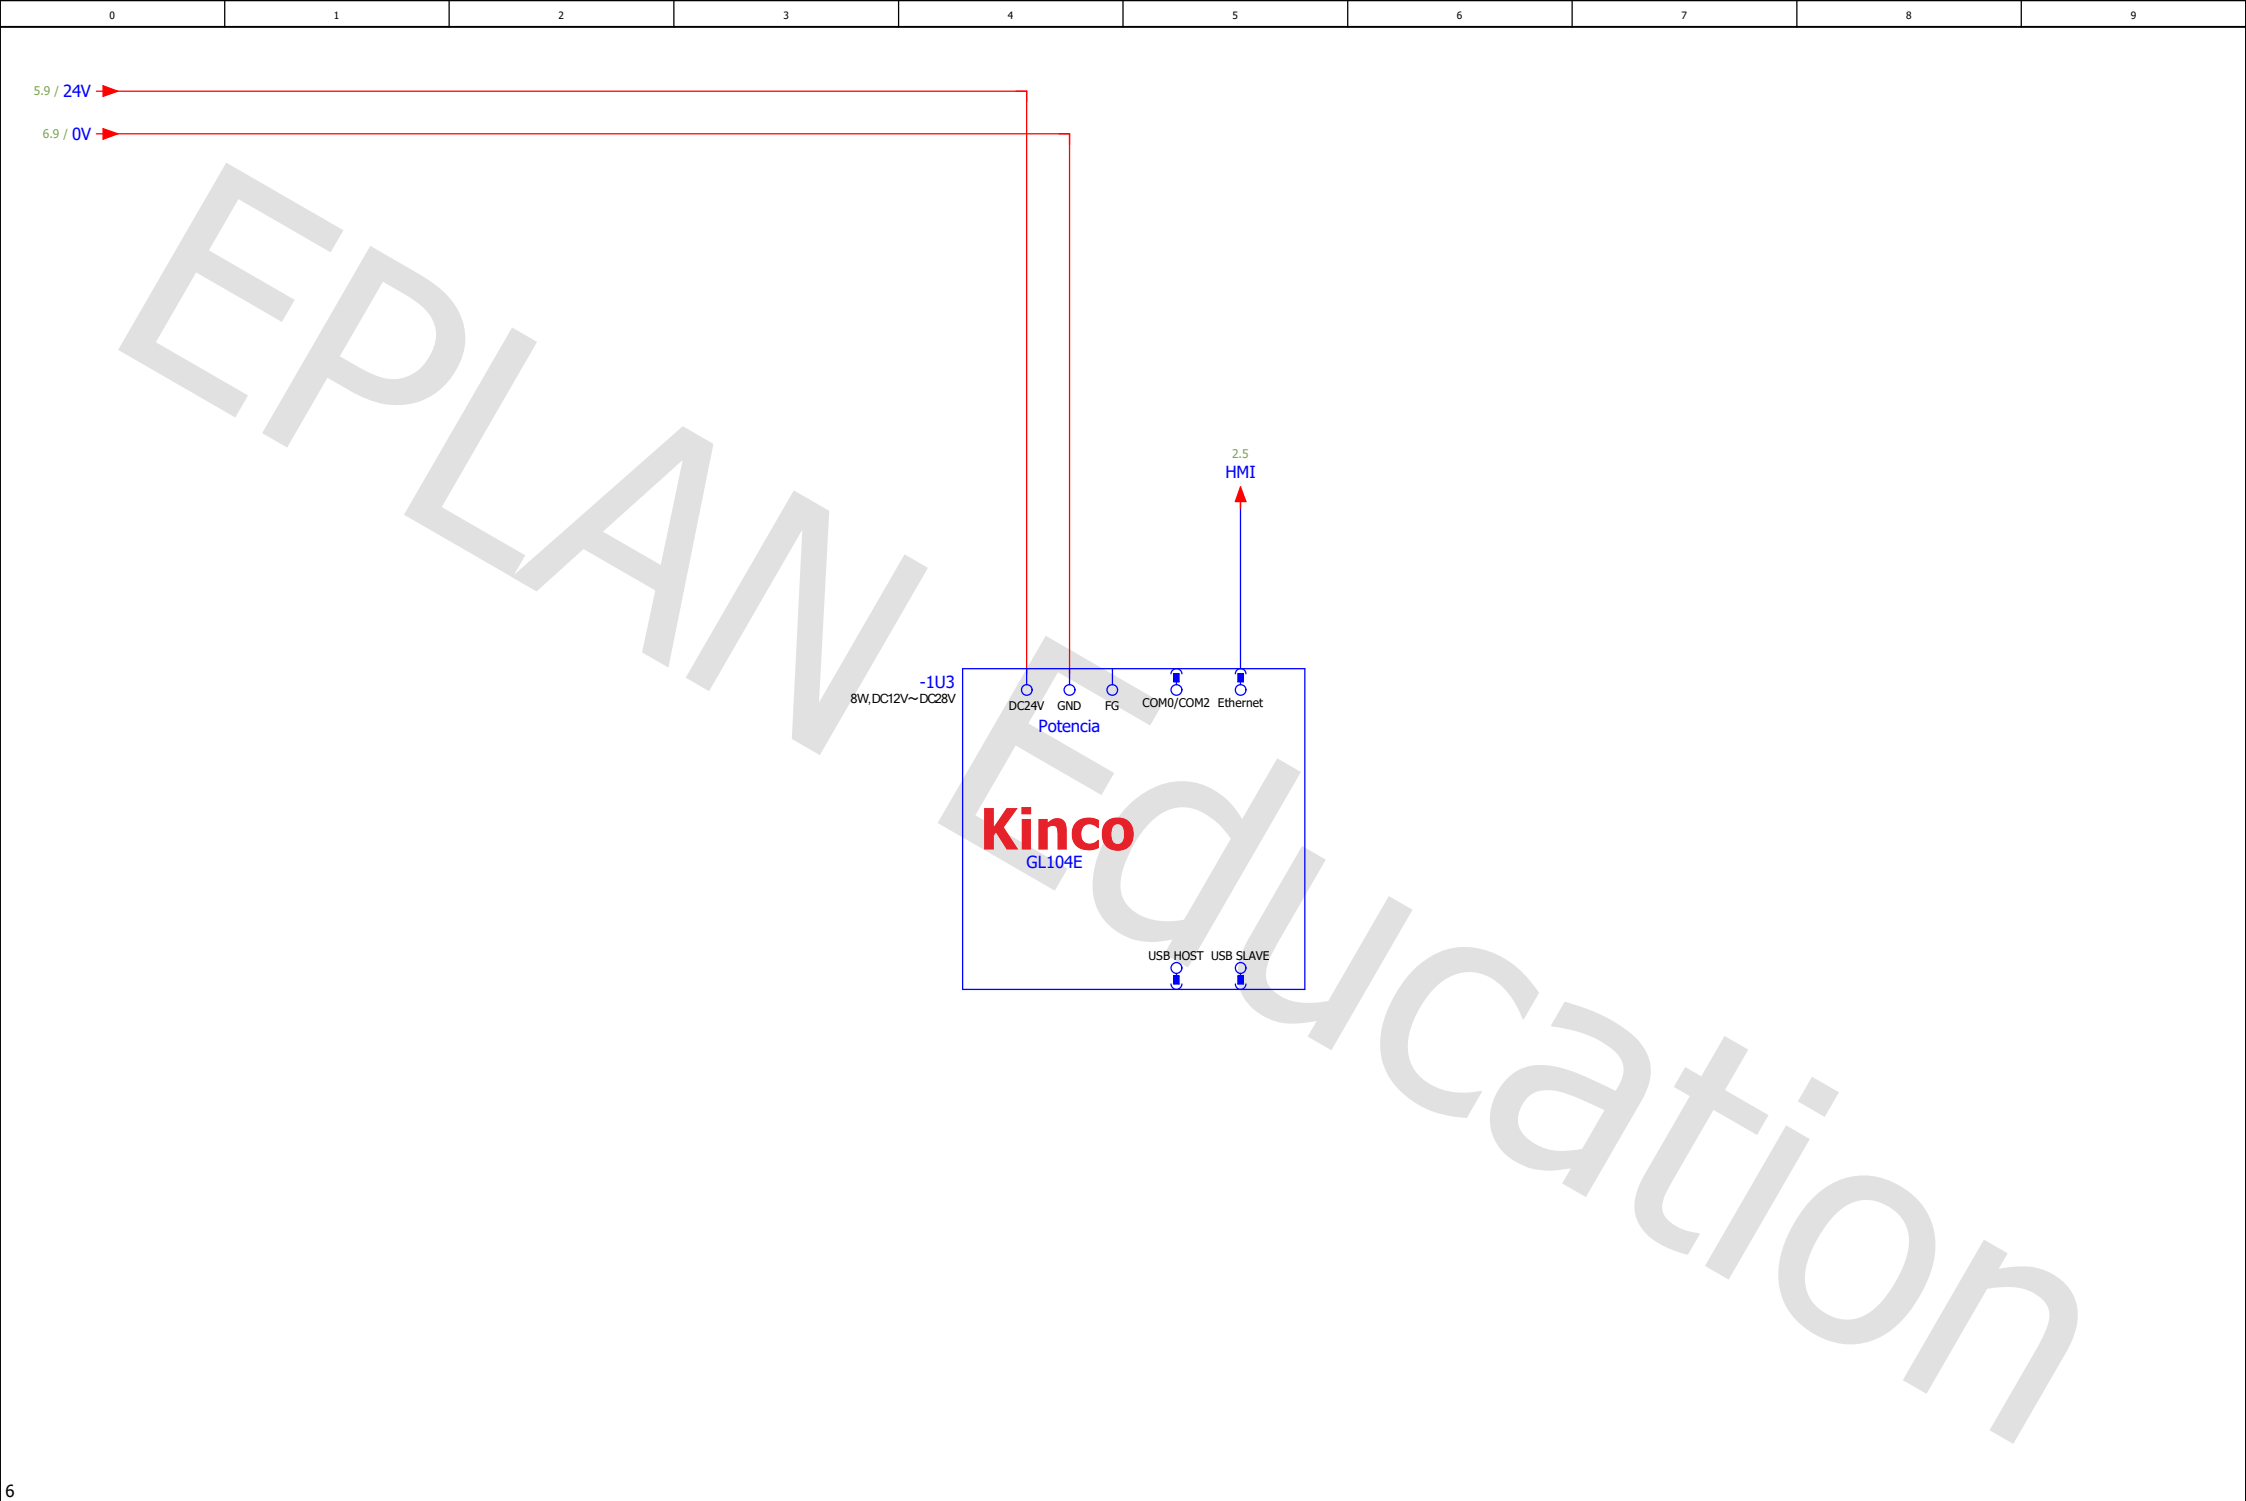 0 1 2 3 4 5 6 7 8 9
5.9 / 24V
6.9 / 0V
2.5
HMI
-1U3
8W,DC12V～DC28V
DC24V GND FG COM0/COM2 Ethernet
Potencia
Kinco
GL104E
USB HOST USB SLAVE
6
EPLAN Education